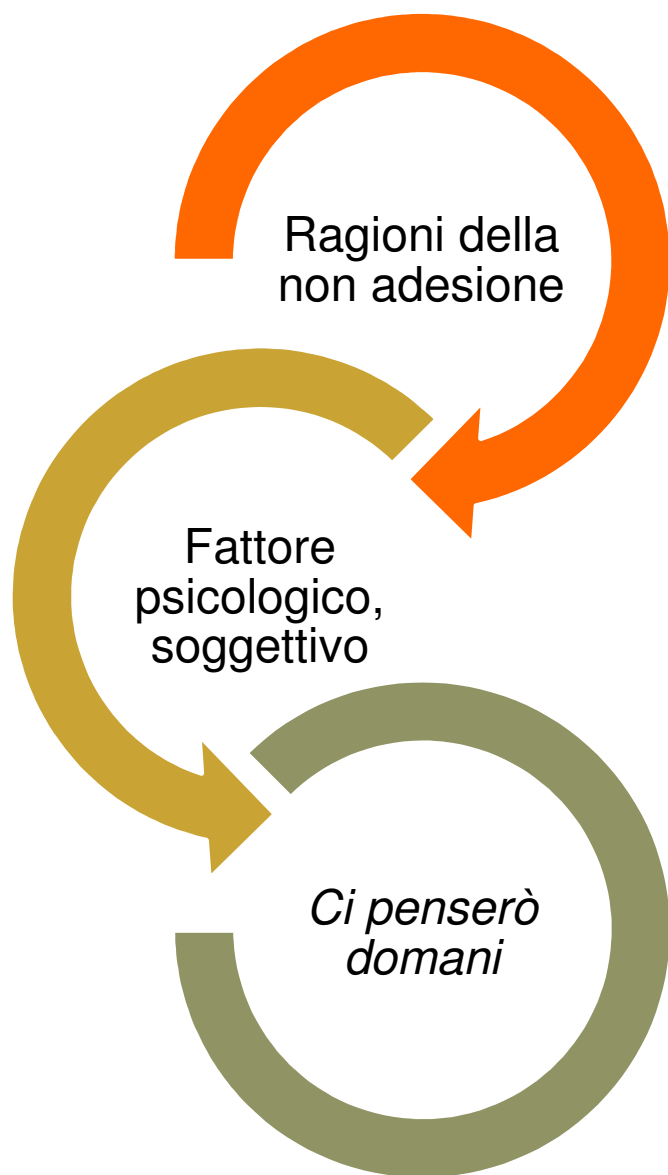 Ragioni della
non adesione
Fattore
psicologico,
soggettivo
Ci penserò
domani